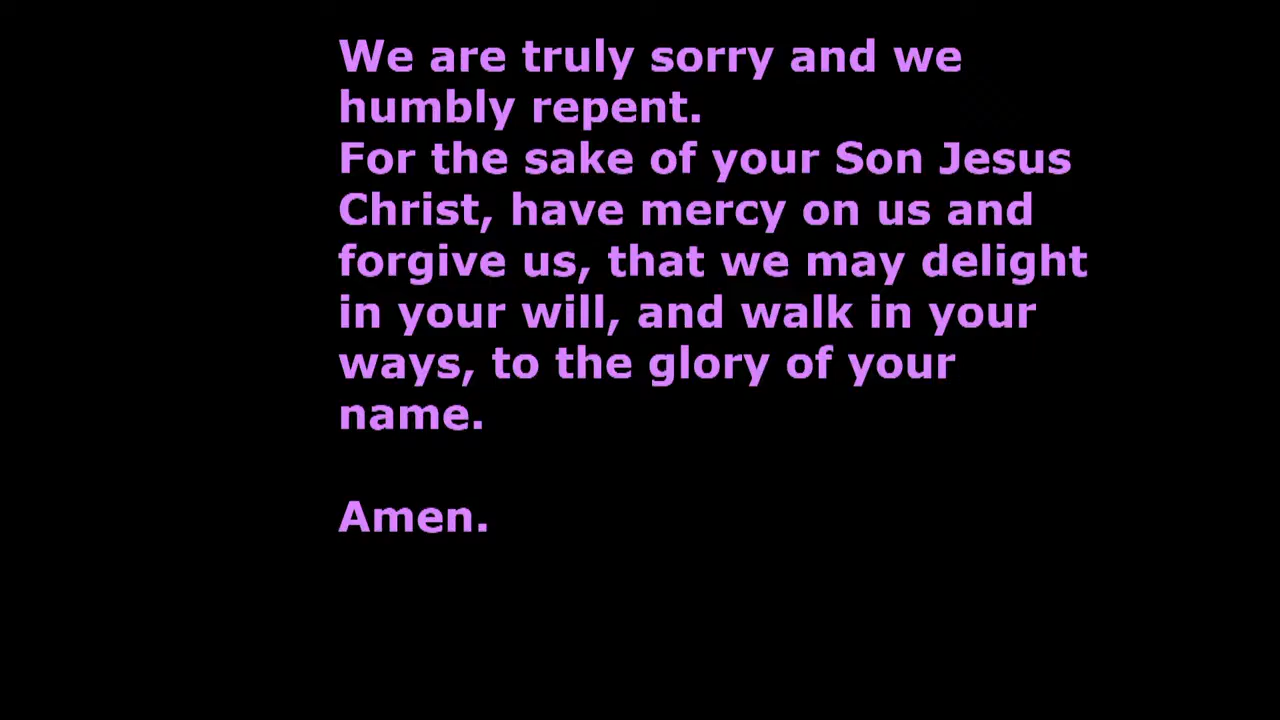 We are truly sorry and we
humbly repent.
For the sake of your Son Jesus
Christ, have mercy on us and
forgive us, that we may delight
in your will, and walk in your
ways, to the glory of your
name.
Amen.